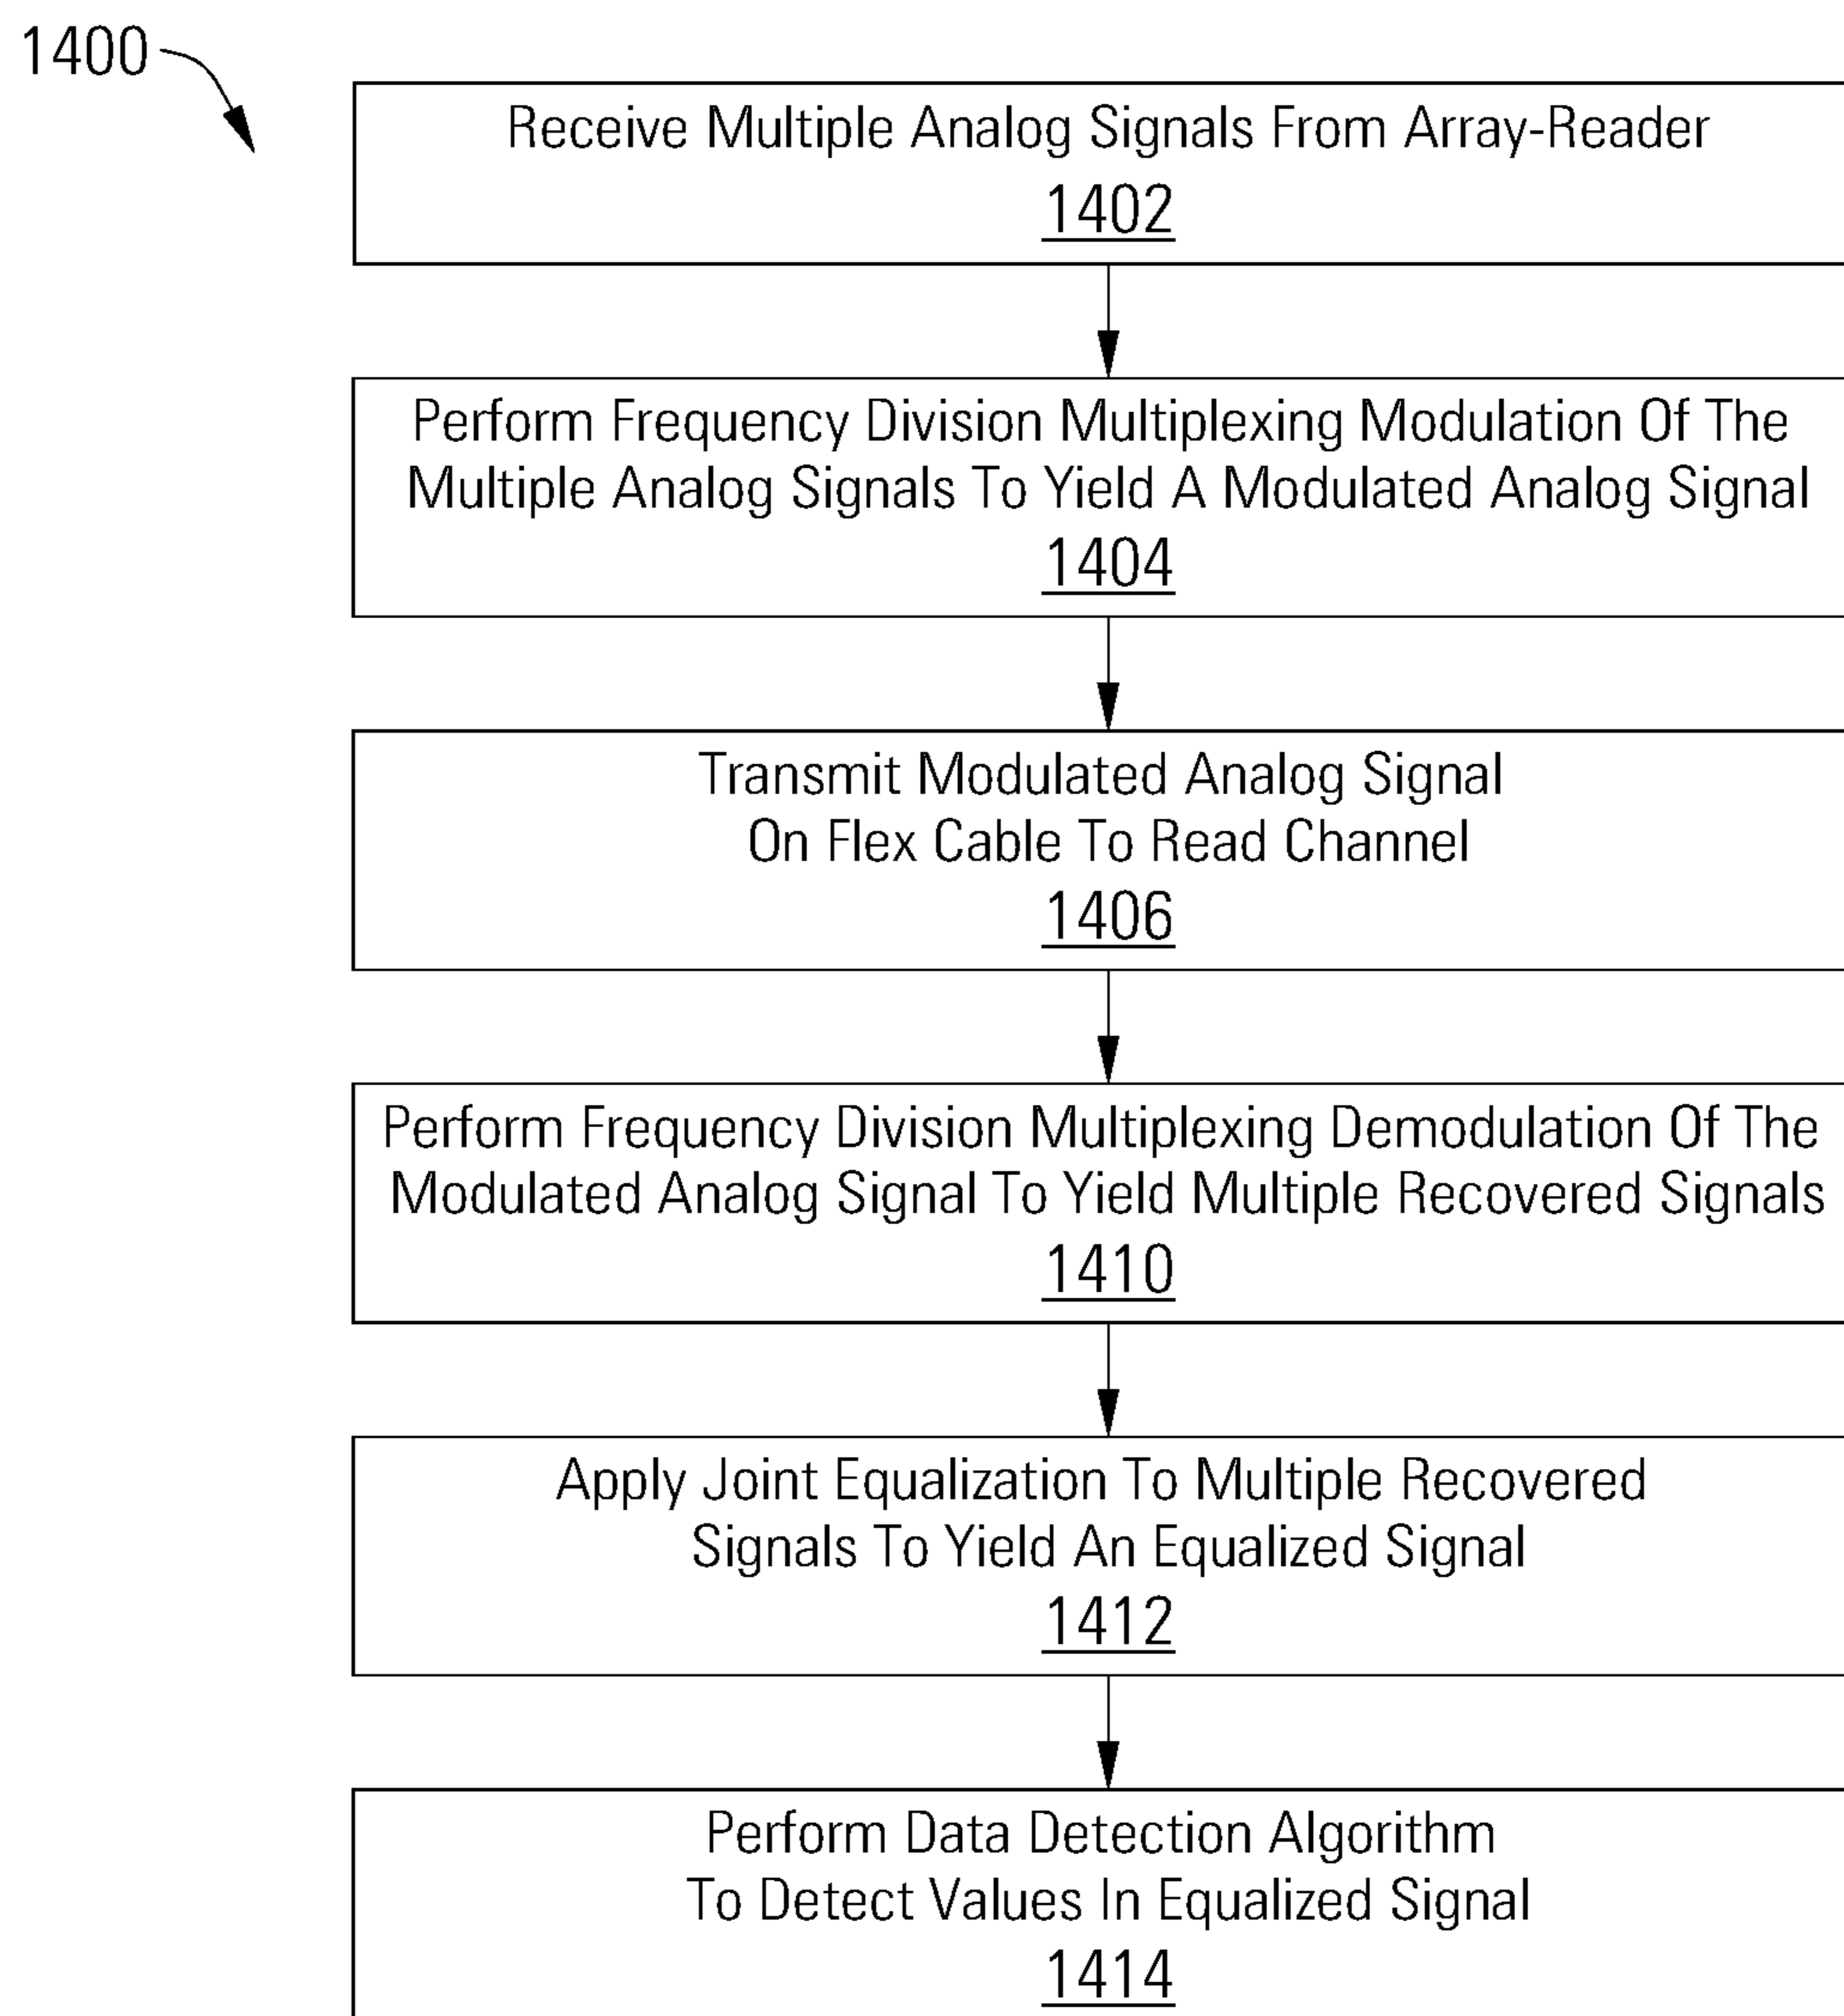 1400
Receive Multiple Analog Signals From Array-Reader
1402
Perform Frequency Division Multiplexing Modulation Of The
Multiple Analog Signals To Yield A Modulated Analog Signal
1404
Transmit Modulated Analog Signal
On Flex Cable To Read Channel
1406
Perform Frequency Division Multiplexing Demodulation Of The
Modulated Analog Signal To Yield Multiple Recovered Signals
1410
Apply Joint Equalization To Multiple Recovered
Signals To Yield An Equalized Signal
1412
Perform Data Detection Algorithm
To Detect Values In Equalized Signal
1414